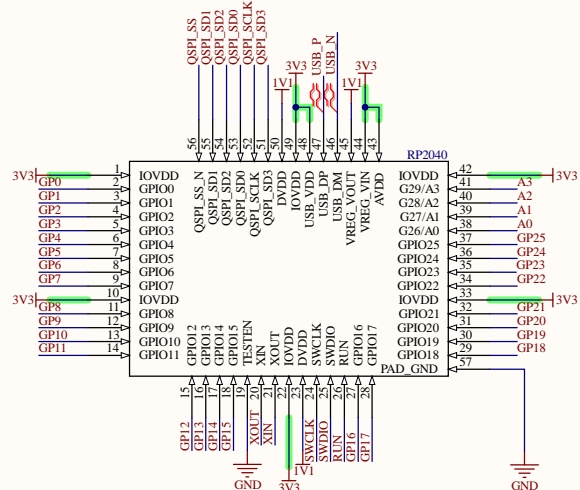 QSPI_SS
QSPI_SD1
QSPI_SD2
QSPI_SD0
QSPI_SCLK
QSPI_SD3
1V1
3V3
USB_P
USB_N
1V1
3V3
56
55
54
53
52
51
50
49
48
47
46
45
44
43
RP2040
QSPI_SS_N
QSPI_SD1
QSPI_SD2
QSPI_SD0
QSPI_SCLK
QSPI_SD3
DVDD
IOVDD
USB_VDD
USB_DP
USB_DM
VREG_VOUT
VREG_VIN
AVDD
3V3 1 IOVDD
GP0 2 GPIO0
GP1 3 GPIO1
GP2 4 GPIO2
GP3 5 GPIO3
GP4 6 GPIO4
GP5 7 GPIO5
GP6 8 GPIO6
GP7 9 GPIO7
3V3 10 IOVDD
GP8 11 GPIO8
GP9 12 GPIO9
GP10 13 GPIO10
GP11 14 GPIO11
IOVDD 42 3V3
G29/A3 41 A3
G28/A2 40 A2
G27/A1 39 A1
G26/A0 38 A0
GPIO25 37 GP25
GPIO24 36 GP24
GPIO23 35 GP23
GPIO22 34 GP22
IOVDD 33 3V3
GPIO21 32 GP21
GPIO20 31 GP20
GPIO19 30 GP19
GPIO18 29 GP18
PAD_GND 57
GPIO12
GPIO13
GPIO14
GPIO15
TESTEN
XIN
XOUT
IOVDD
DVDD
SWCLK
SWDIO
RUN
GPIO16
GPIO17
15
16
17
18
19
20
21
22
23
24
25
26
27
28
GP12
GP13
GP14
GP15
XOUT
XIN
SWCLK
SWDIO
RUN
GP16
GP17
GND
1V1
3V3
GND